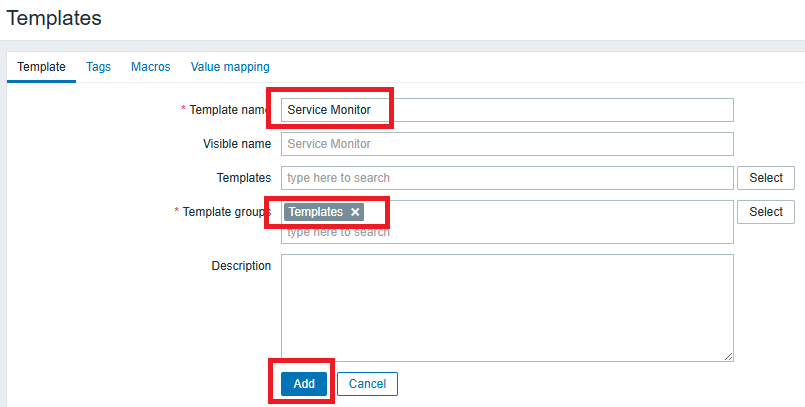 Templates
Template Tags Macros Value mapping
* Template name Service Monitor
Visible name Service Monitor
Templates type here to search Select
* Template groups Templates × Select
type here to search
Description
Add Cancel